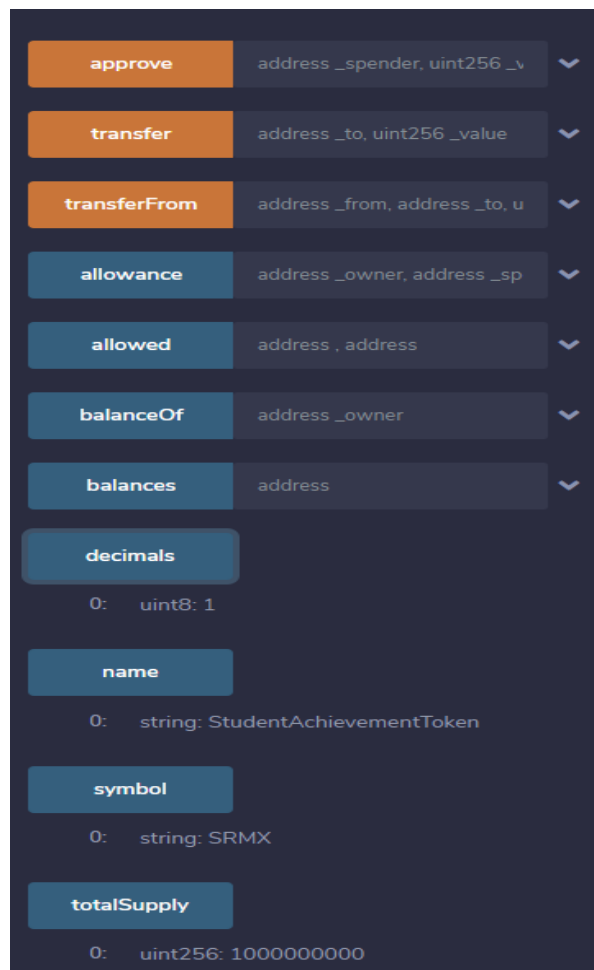 approve address _spender, uint256 _v
transfer address _to, uint256 _value
transferFrom address _from, address _to, u
allowance address _owner, address _sp
allowed address , address
balanceOf address _owner
balances address
decimals
0: uint8: 1
name
0: string: StudentAchievementToken
symbol
0: string: SRMX
totalSupply
0: uint256: 1000000000